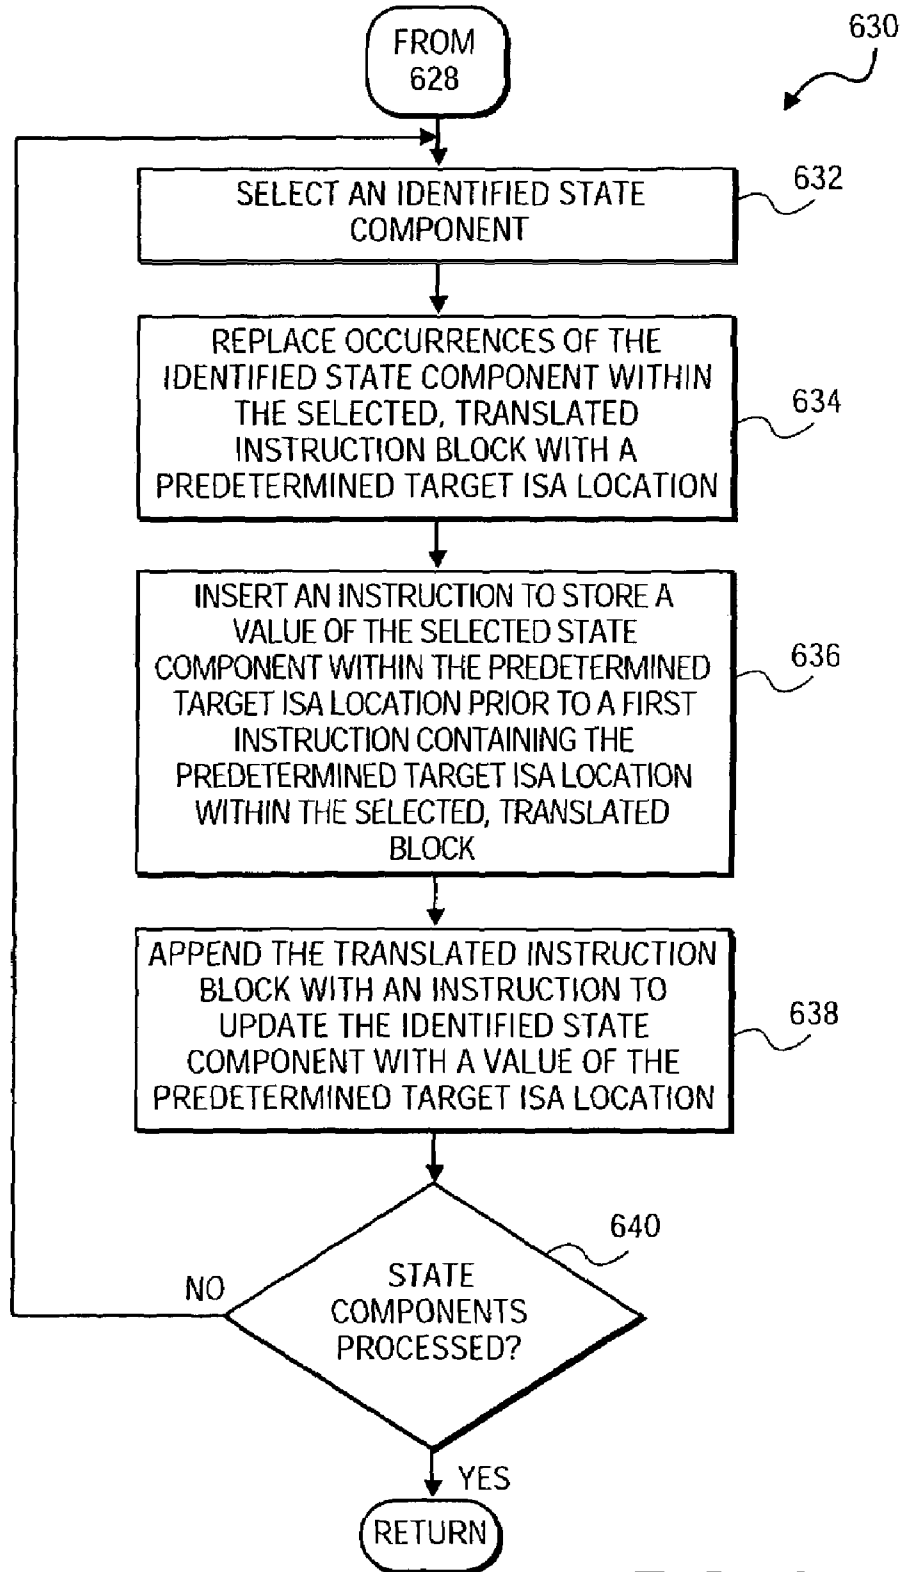 FROM
628
630
SELECT AN IDENTIFIED STATE
COMPONENT
632
REPLACE OCCURRENCES OF THE
IDENTIFIED STATE COMPONENT WITHIN
THE SELECTED, TRANSLATED
INSTRUCTION BLOCK WITH A
PREDETERMINED TARGET ISA LOCATION
634
INSERT AN INSTRUCTION TO STORE A
VALUE OF THE SELECTED STATE
COMPONENT WITHIN THE PREDETERMINED
TARGET ISA LOCATION PRIOR TO A FIRST
INSTRUCTION CONTAINING THE
PREDETERMINED TARGET ISA LOCATION
WITHIN THE SELECTED, TRANSLATED
BLOCK
636
APPEND THE TRANSLATED INSTRUCTION
BLOCK WITH AN INSTRUCTION TO
UPDATE THE IDENTIFIED STATE
COMPONENT WITH A VALUE OF THE
PREDETERMINED TARGET ISA LOCATION
638
640
NO
STATE
COMPONENTS
PROCESSED?
YES
RETURN